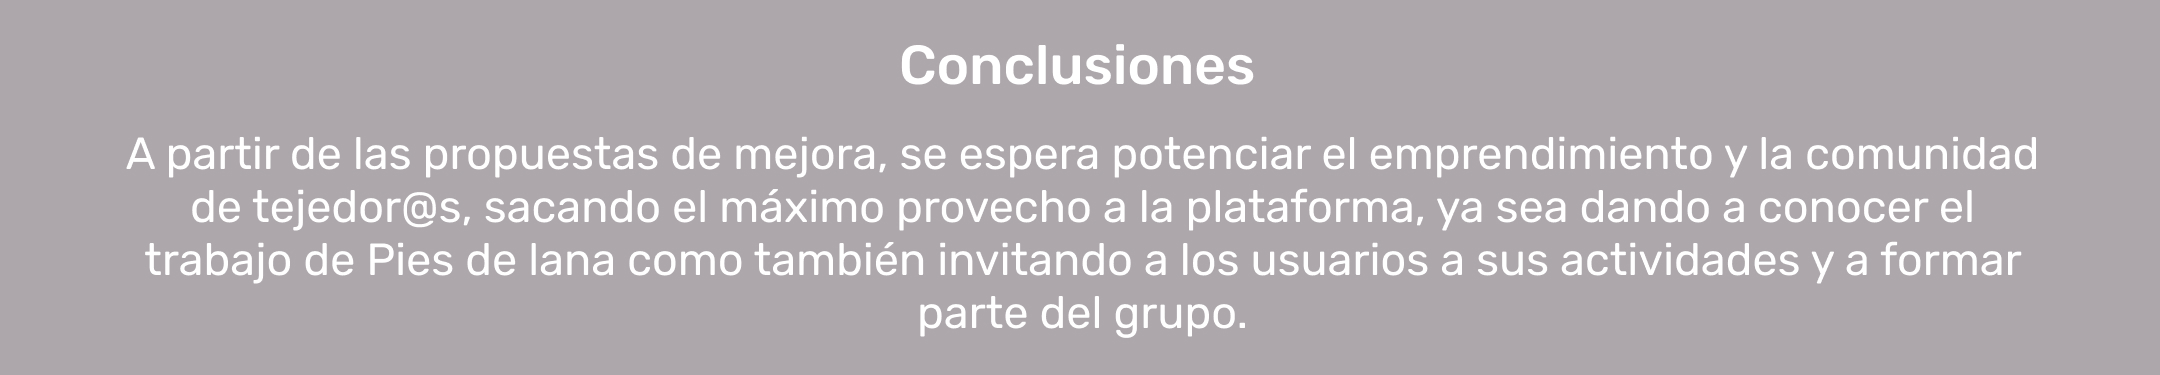 Conclusiones
A partir de las propuestas de mejora, se espera potenciar el emprendimiento y la comunidad
de tejedor@s, sacando el máximo provecho a la plataforma, ya sea dando a conocer el
trabajo de Pies de lana como también invitando a los usuarios a sus actividades y a formar
parte del grupo.